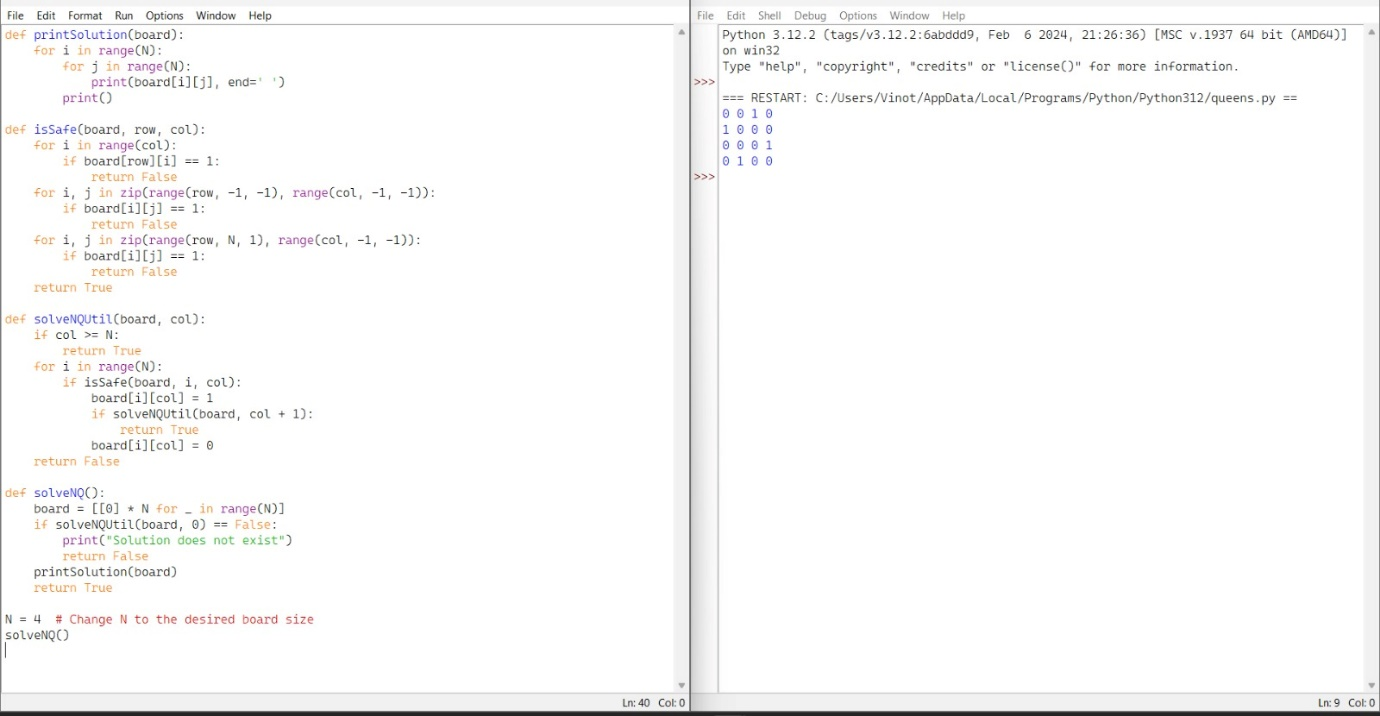 File Edit Format Run Options Window Help
def printSolution(board):
    for i in range(N):
        for j in range(N):
            print(board[i][j], end=' ')
        print()

def isSafe(board, row, col):
    for i in range(col):
        if board[row][i] == 1:
            return False
    for i, j in zip(range(row, -1, -1), range(col, -1, -1)):
        if board[i][j] == 1:
            return False
    for i, j in zip(range(row, N, 1), range(col, -1, -1)):
        if board[i][j] == 1:
            return False
    return True

def solveNQUtil(board, col):
    if col >= N:
        return True
    for i in range(N):
        if isSafe(board, i, col):
            board[i][col] = 1
            if solveNQUtil(board, col + 1):
                return True
            board[i][col] = 0
    return False

def solveNQ():
    board = [[0] * N for _ in range(N)]
    if solveNQUtil(board, 0) == False:
        print("Solution does not exist")
        return False
    printSolution(board)
    return True

N = 4  # Change N to the desired board size
solveNQ()
Ln: 40 Col: 0
File Edit Shell Debug Options Window Help
Python 3.12.2 (tags/v3.12.2:6abddd9, Feb  6 2024, 21:26:36) [MSC v.1937 64 bit (AMD64)]
on win32
Type "help", "copyright", "credits" or "license()" for more information.
>>>
=== RESTART: C:/Users/Vinot/AppData/Local/Programs/Python/Python312/queens.py ==
0 0 1 0
1 0 0 0
0 0 0 1
0 1 0 0
>>>
Ln: 9 Col: 0